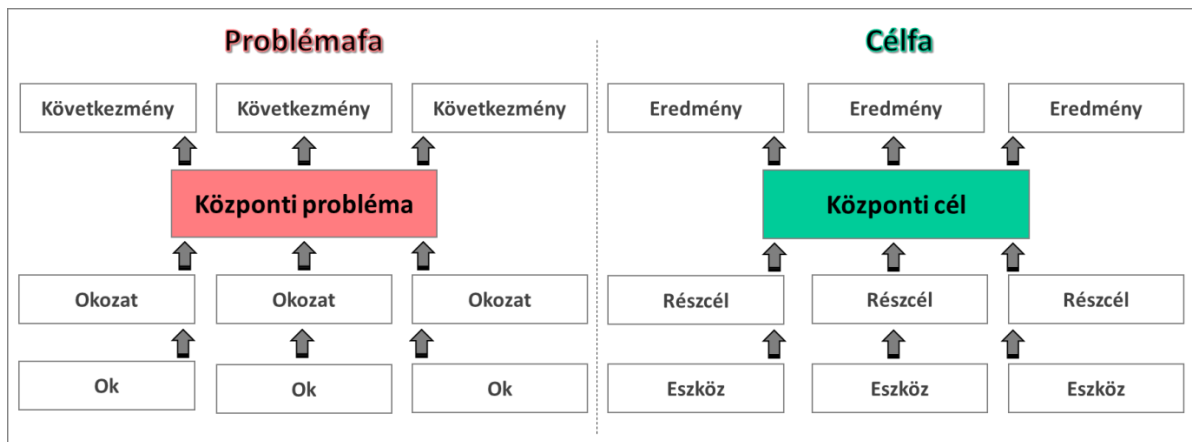 Problémafa
Következmény
Következmény
Következmény
Központi probléma
Okozat
Okozat
Okozat
Ok
Ok
Ok
Célfa
Eredmény
Eredmény
Eredmény
Központi cél
Részcél
Részcél
Részcél
Eszköz
Eszköz
Eszköz